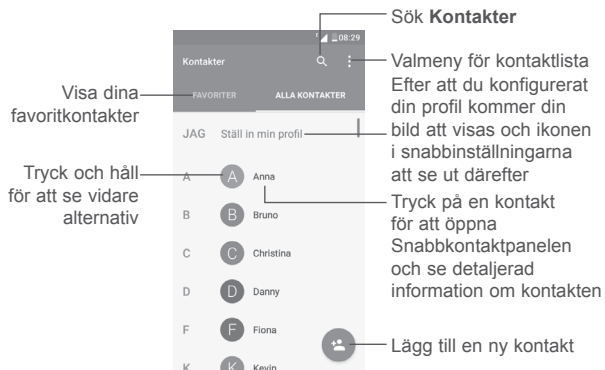 Sök Kontakter
08:29
Kontakter
Valmeny för kontaktlista
FAVORITER
ALLA KONTAKTER
Visa dina
favoritkontakter
JAG Ställ in min profil
Efter att du konfigurerat
din profil kommer din
bild att visas och ikonen
i snabbinställningarna
att se ut därefter
Tryck och håll
för att se vidare
alternativ
A A Anna
Tryck på en kontakt
för att öppna
Snabbkontaktpanelen
och se detaljerad
information om kontakten
B B Bruno
C C Christina
D D Danny
F F Fiona
K K Kevin
Lägg till en ny kontakt